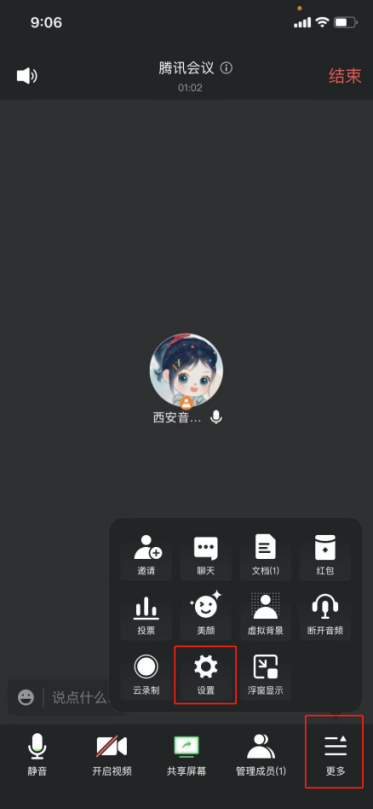 9:06
腾讯会议
01:02
结束
西安音...
邀请
聊天
文档(1)
红包
投票
美颜
虚拟背景
断开音频
云录制
设置
浮窗显示
说点什么
静音
开启视频
共享屏幕
管理成员(1)
更多